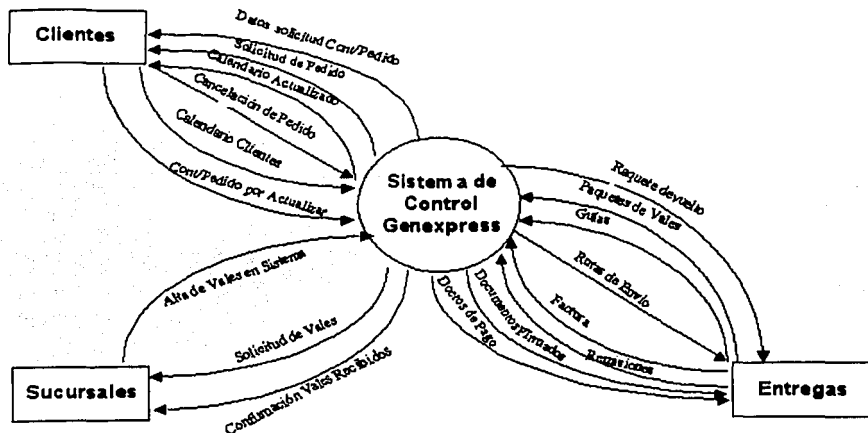 Clientes
Datos solicitud Cont/Pedido
Solicitud de Pedido
Calendario Actualizado
Cancelación de Pedido
Calendario Clientes
Cont/Pedido por Actualizar
Sistema de
Control
Genexpress
Paquete devuelto
Paquetes de Vales
Guías
Rutas de Envío
Factura
Remisiones
Documentos Firmados
Doctos de Pago
Alta de Vales en Sistema
Solicitud de Vales
Confirmación Vales Recibidos
Sucursales
Entregas